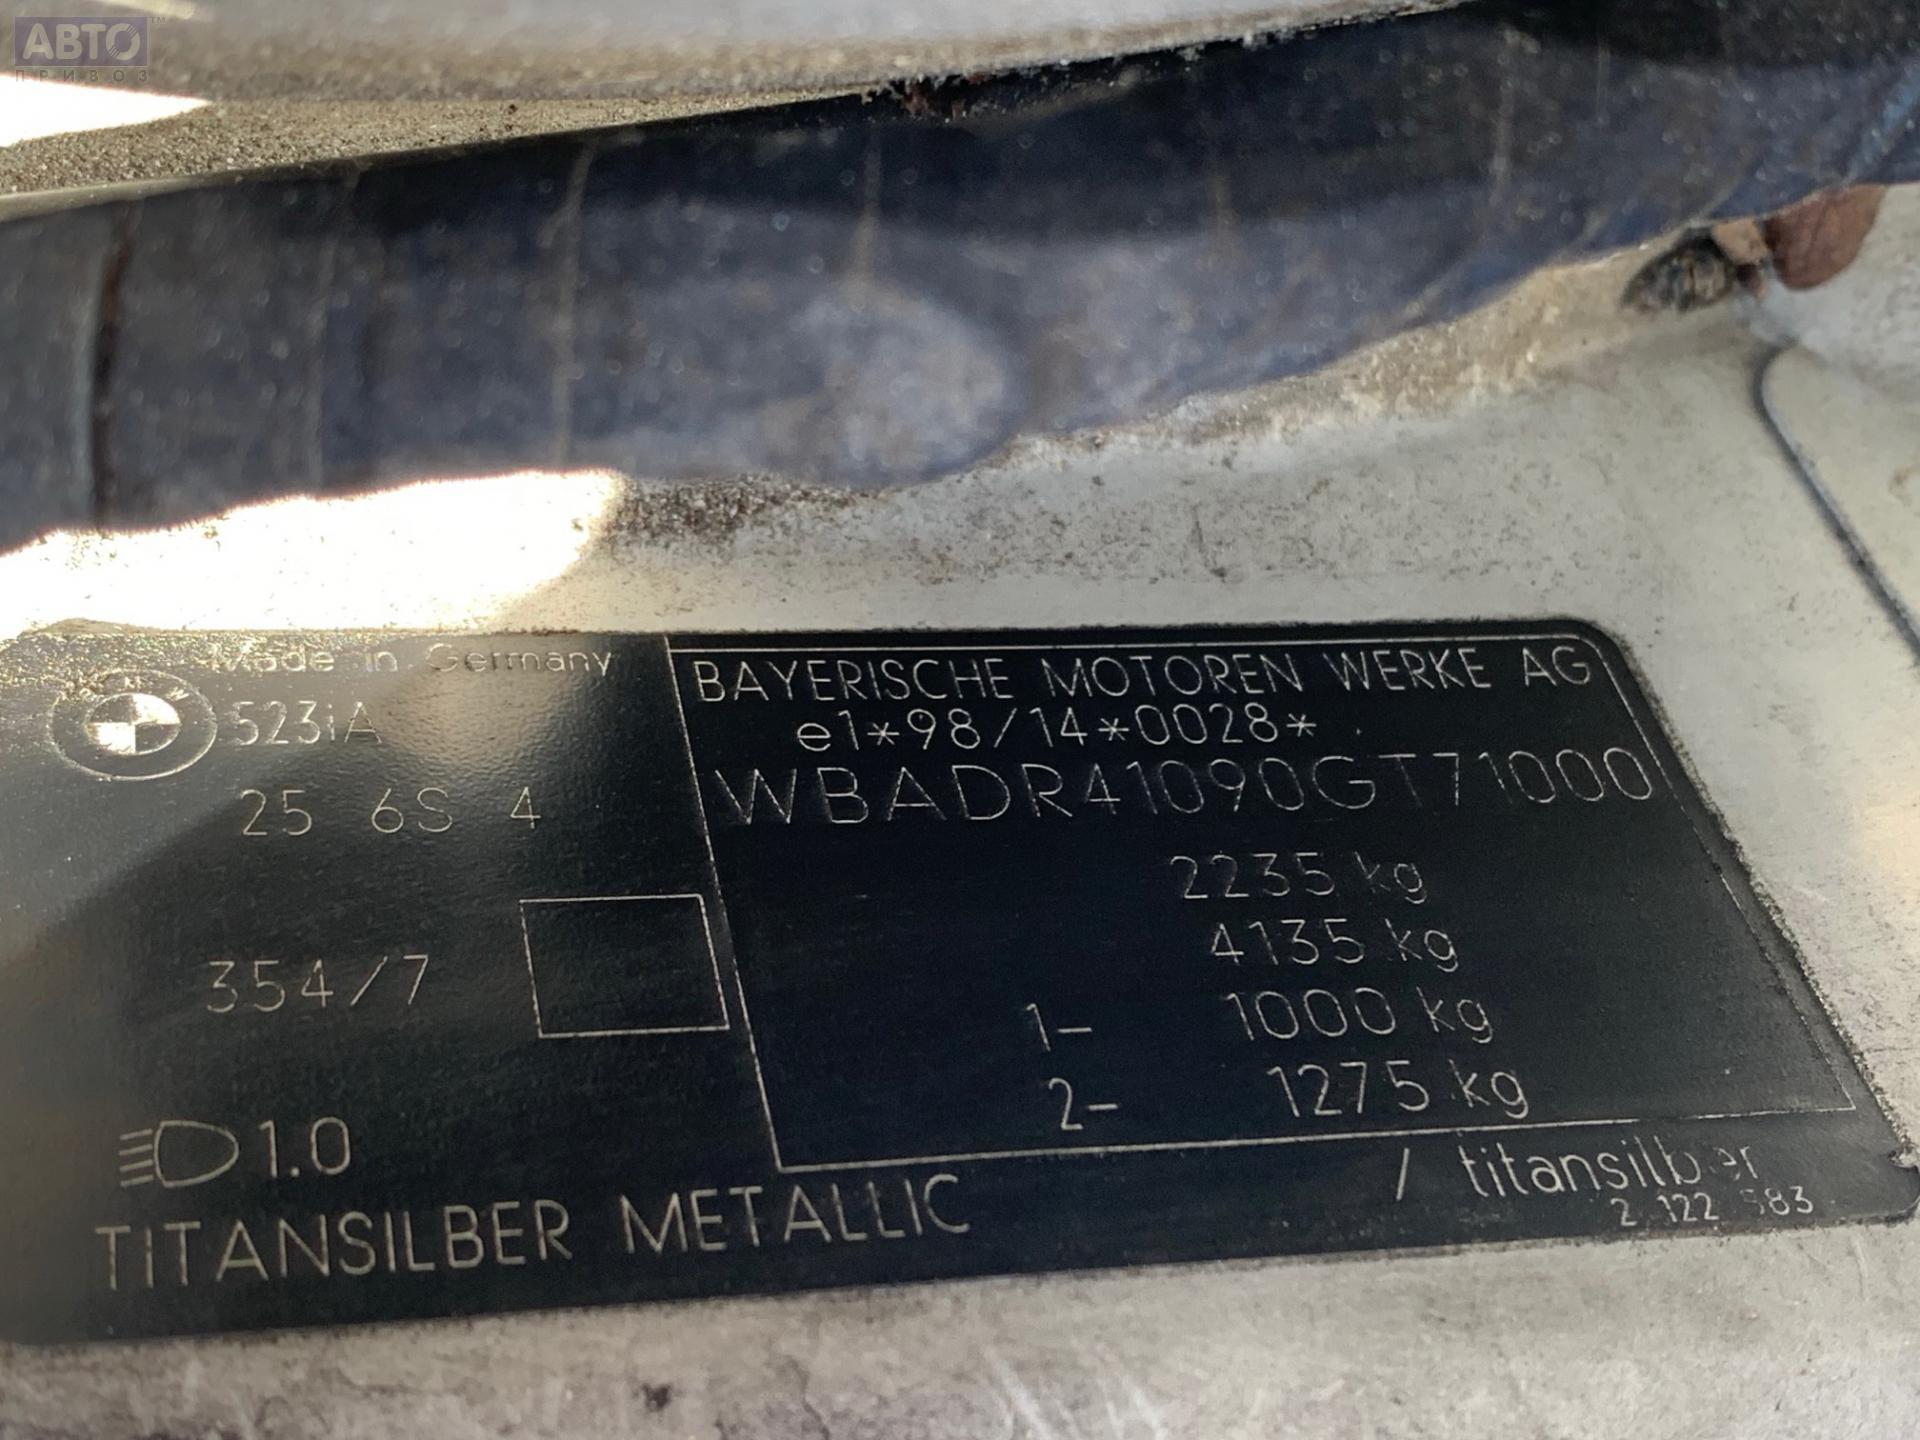 АВТО™
ПРИВОЗ
Made in Germany
523iA
25 6S 4
354/7
1.0
TITANSILBER METALLIC
BAYERISCHE MOTOREN WERKE AG
e1*98/14*0028*
WBADR41090GT71000
2235 kg
4135 kg
1- 1000 kg
2- 1275 kg
/ titansilber
2 122 583